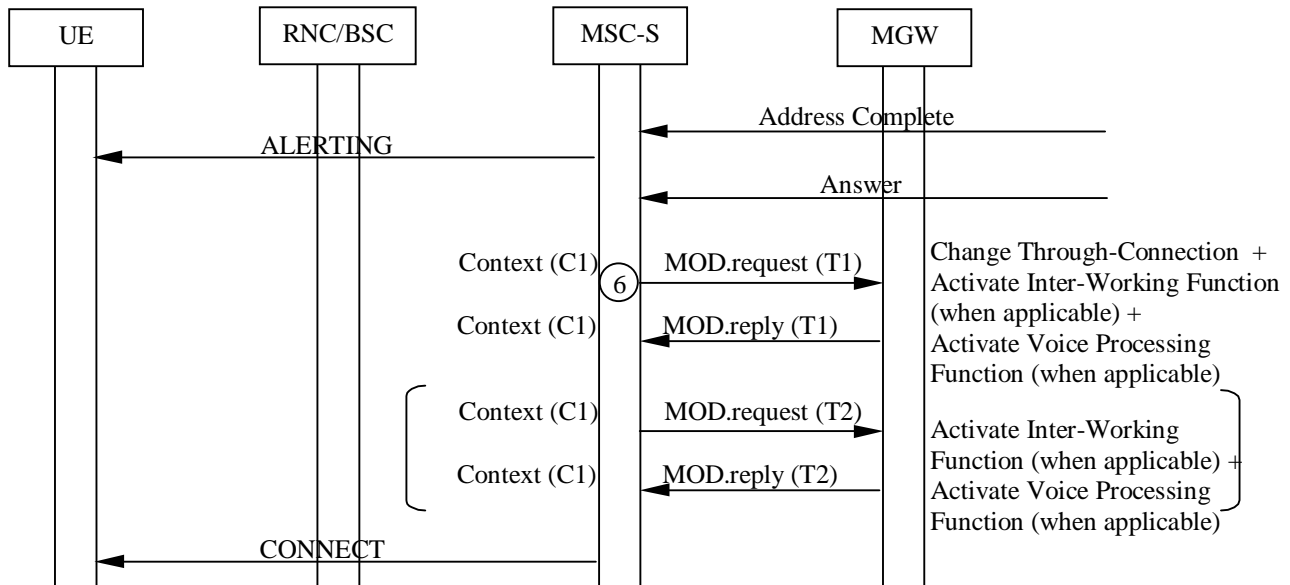 UE
RNC/BSC
MSC-S
MGW
Address Complete
ALERTING
Answer
Context (C1)
6
MOD.request (T1)
Change Through-Connection +
Activate Inter-Working Function
(when applicable) +
Activate Voice Processing
Function (when applicable)
Context (C1)
MOD.reply (T1)
Context (C1)
MOD.request (T2)
Activate Inter-Working
Function (when applicable) +
Activate Voice Processing
Function (when applicable)
Context (C1)
MOD.reply (T2)
CONNECT